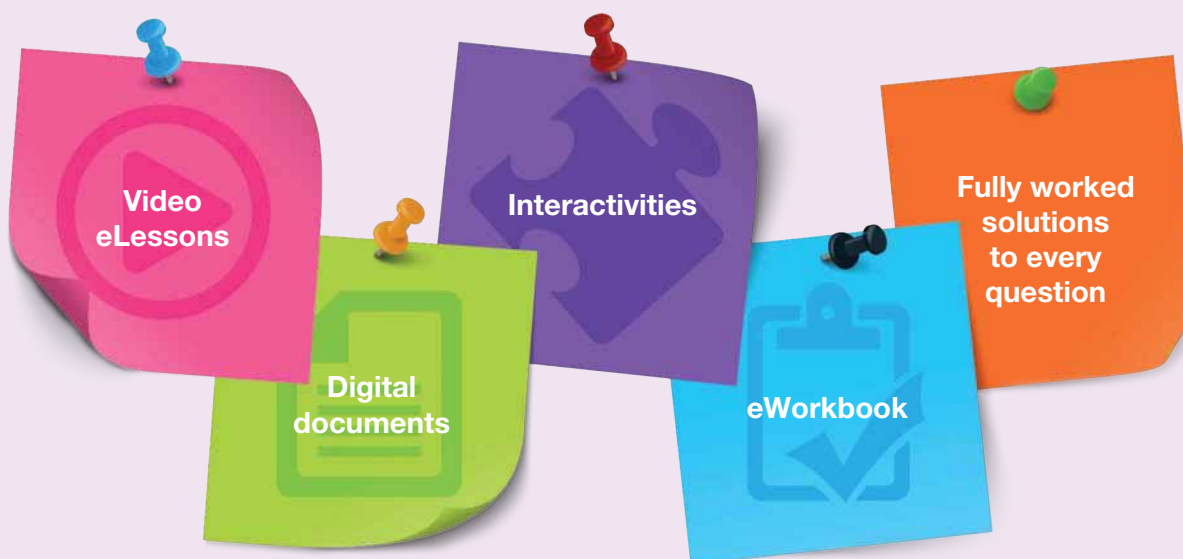 Video
eLessons
Digital
documents
Interactivities
eWorkbook
Fully worked
solutions
to every
question